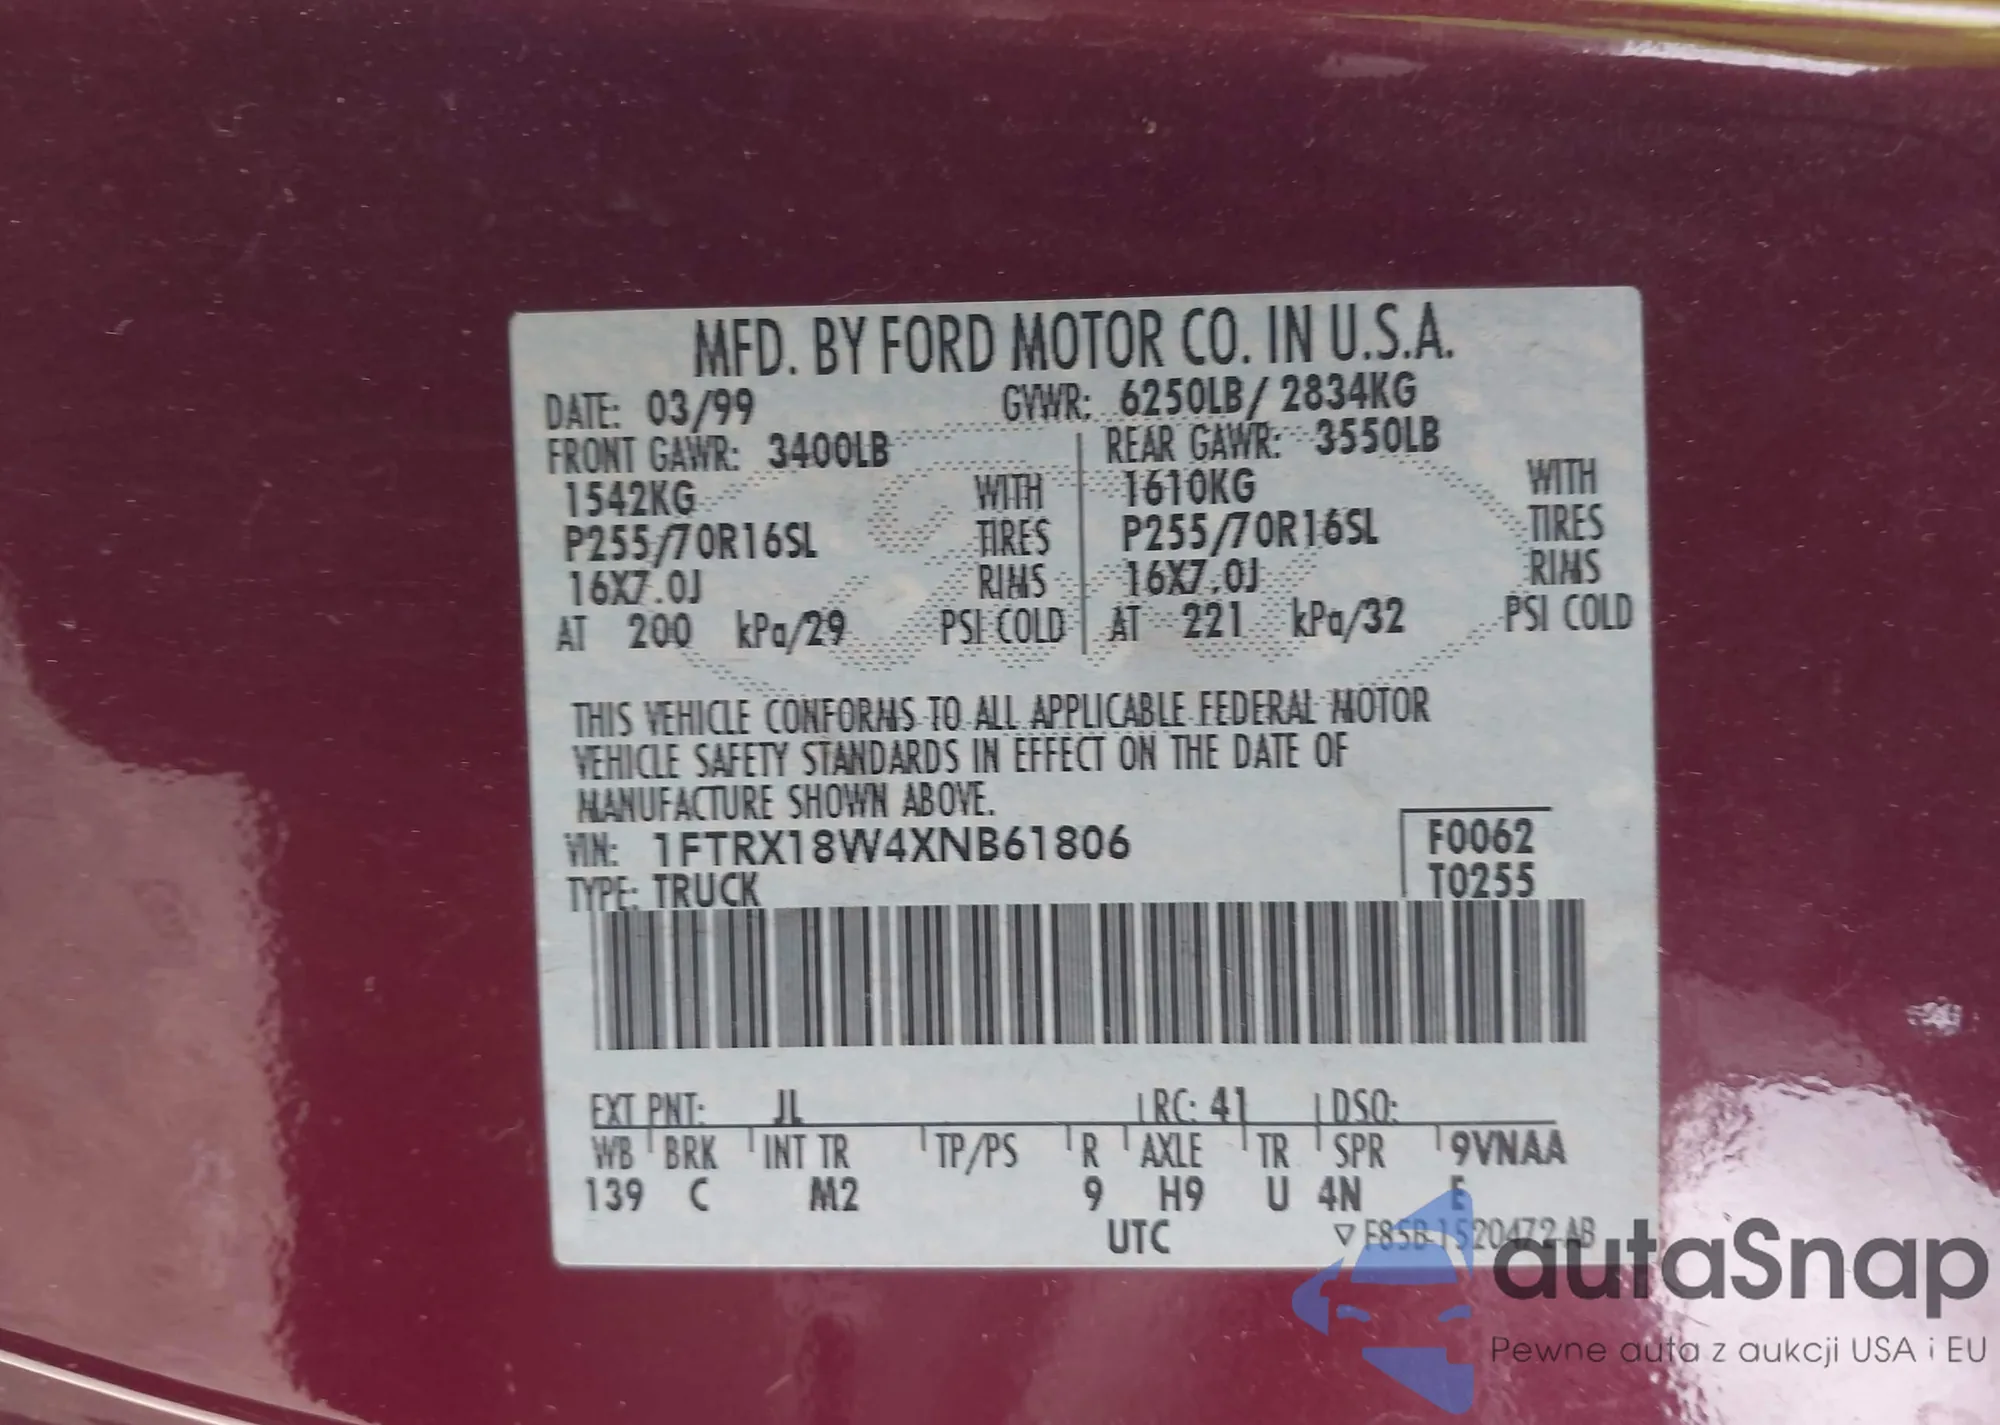 MFD. BY FORD MOTOR CO. IN U.S.A.
DATE: 03/99 GVWR: 6250LB/ 2834KG
FRONT GAWR: 3400LB REAR GAWR: 3550LB
1542KG WITH 1610KG WITH
P255/70R16SL TIRES P255/70R16SL TIRES
16X7.0J RIMS 16X7.0J RIMS
AT 200 kPa/29 PSI COLD AT 221 kPa/32 PSI COLD
THIS VEHICLE CONFORMS TO ALL APPLICABLE FEDERAL MOTOR
VEHICLE SAFETY STANDARDS IN EFFECT ON THE DATE OF
MANUFACTURE SHOWN ABOVE.
VIN: 1FTRX18W4XNB61806 F0062
TYPE: TRUCK T0255
EXT PNT: JL RC: 41 DSO:
WB BRK INT TR TP/PS R AXLE TR SPR 9VNAA
139 C M2 9 H9 U 4N E
UTC ▽ F85B-1520472-AB
autaSnap
Pewne auta z aukcji USA i EU